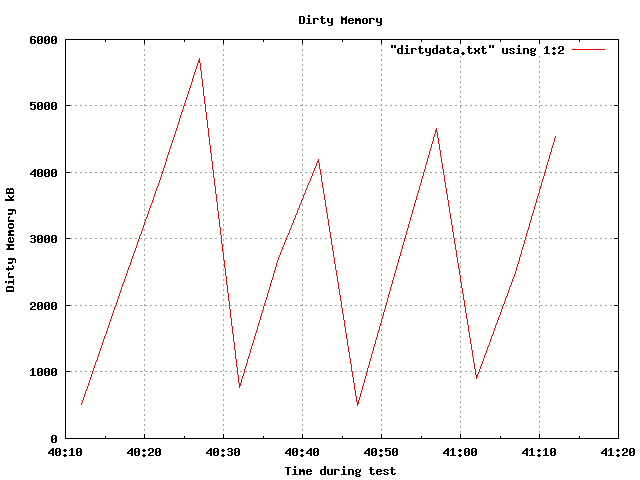 Dirty Memory
"dirtydata.txt" using 1:2
6000
5000
4000
3000
2000
1000
0
Dirty Memory kB
40:10 40:20 40:30 40:40 40:50 41:00 41:10 41:20
Time during test